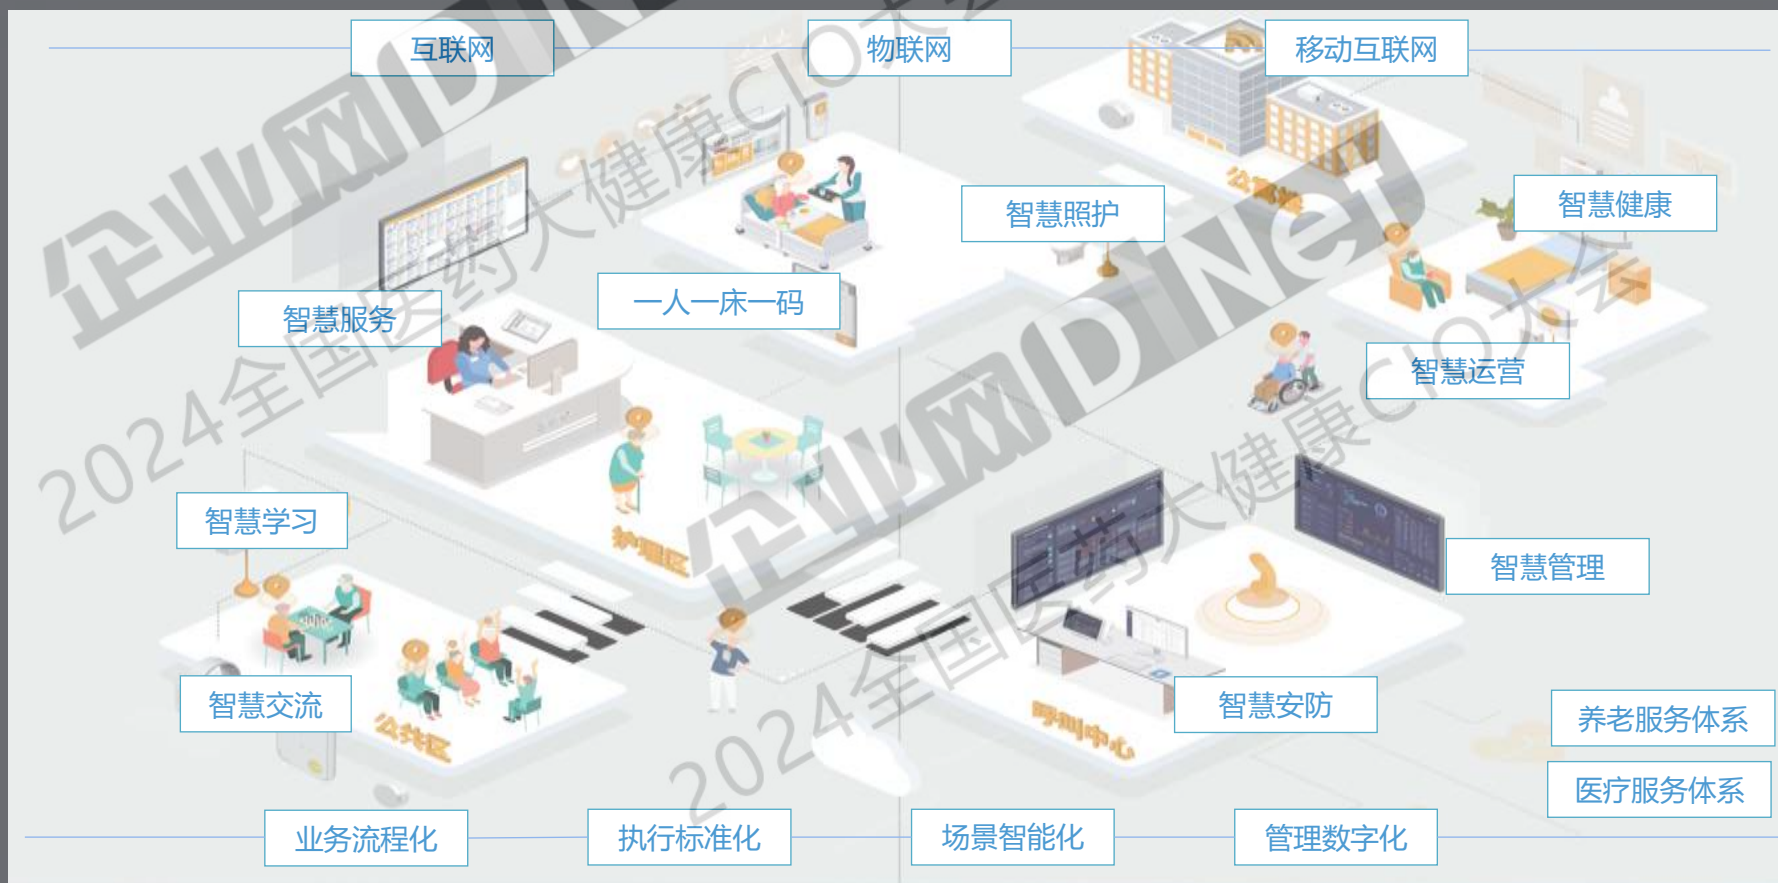 互联网
物联网
移动互联网
企业网DiNet
2024全国医药大健康CIO大会
智慧照护
智慧健康
智慧服务
一人一床一码
智慧运营
智慧学习
护理区
企业网DiNet
2024全国医药大健康CIO大会
智慧管理
智慧交流
公共区
智慧安防
呼叫中心
养老服务体系
医疗服务体系
业务流程化
执行标准化
场景智能化
管理数字化